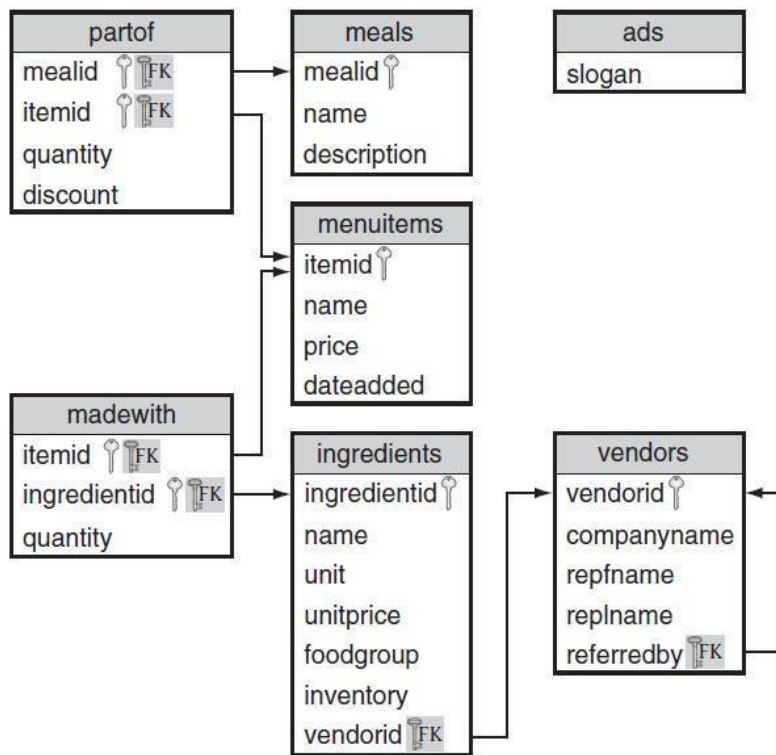 partof
mealid FK
itemid FK
quantity
discount
meals
mealid
name
description
ads
slogan
menuitems
itemid
name
price
dateadded
madewith
itemid FK
ingredientid FK
quantity
ingredients
ingredientid
name
unit
unitprice
foodgroup
inventory
vendorid FK
vendors
vendorid
companyname
repfname
replname
referredby FK